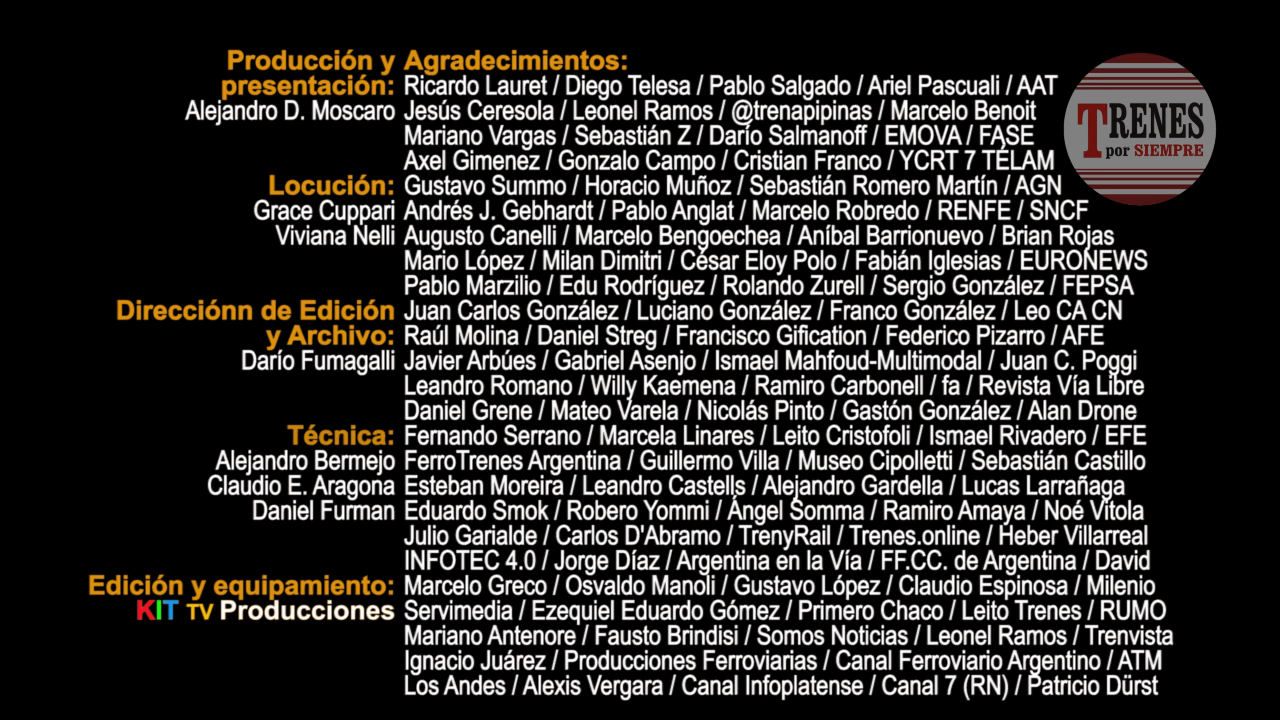 Producción y
presentación:
Alejandro D. Moscaro
Locución:
Grace Cuppari
Viviana Nelli
Direcciónn de Edición
y Archivo:
Darío Fumagalli
Técnica:
Alejandro Bermejo
Claudio E. Aragona
Daniel Furman
Edición y equipamiento:
KIT TV Producciones
Agradecimientos:
Ricardo Lauret / Diego Telesa / Pablo Salgado / Ariel Pascuali / AAT
Jesús Ceresola / Leonel Ramos / @trenapipinas / Marcelo Benoit
Mariano Vargas / Sebastián Z / Darío Salmanoff / EMOVA / FASE
Axel Gimenez / Gonzalo Campo / Cristian Franco / YCRT 7 TÉLAM
Gustavo Summo / Horacio Muñoz / Sebastián Romero Martín / AGN
Andrés J. Gebhardt / Pablo Anglat / Marcelo Robredo / RENFE / SNCF
Augusto Canelli / Marcelo Bengoechea / Aníbal Barrionuevo / Brian Rojas
Mario López / Milan Dimitri / César Eloy Polo / Fabián Iglesias / EURONEWS
Pablo Marzilio / Edu Rodríguez / Rolando Zurell / Sergio González / FEPSA
Juan Carlos González / Luciano González / Franco González / Leo CA CN
Raúl Molina / Daniel Streg / Francisco Gification / Federico Pizarro / AFE
Javier Arbúes / Gabriel Asenjo / Ismael Mahfoud-Multimodal / Juan C. Poggi
Leandro Romano / Willy Kaemena / Ramiro Carbonell / fa / Revista Vía Libre
Daniel Grene / Mateo Varela / Nicolás Pinto / Gastón González / Alan Drone
Fernando Serrano / Marcela Linares / Leito Cristofoli / Ismael Rivadero / EFE
FerroTrenes Argentina / Guillermo Villa / Museo Cipolletti / Sebastián Castillo
Esteban Moreira / Leandro Castells / Alejandro Gardella / Lucas Larrañaga
Eduardo Smok / Robero Yommi / Ángel Somma / Ramiro Amaya / Noé Vitola
Julio Garialde / Carlos D'Abramo / TrenyRail / Trenes.online / Heber Villarreal
INFOTEC 4.0 / Jorge Díaz / Argentina en la Vía / FF.CC. de Argentina / David
Marcelo Greco / Osvaldo Manoli / Gustavo López / Claudio Espinosa / Milenio
Servimedia / Ezequiel Eduardo Gómez / Primero Chaco / Leito Trenes / RUMO
Mariano Antenore / Fausto Brindisi / Somos Noticias / Leonel Ramos / Trenvista
Ignacio Juárez / Producciones Ferroviarias / Canal Ferroviario Argentino / ATM
Los Andes / Alexis Vergara / Canal Infoplatense / Canal 7 (RN) / Patricio Dürst
TRENES
por SIEMPRE